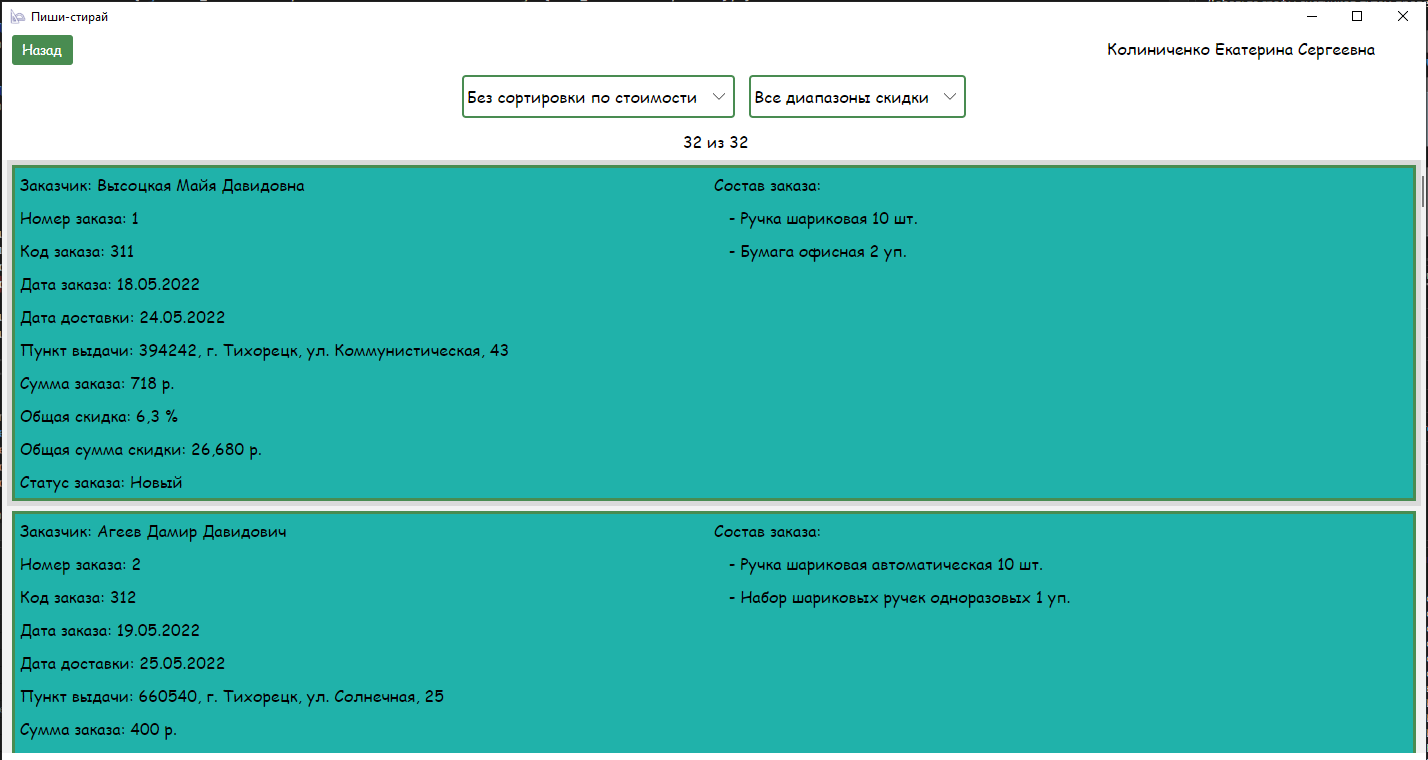 Пиши-стирай
Назад
Колиниченко Екатерина Сергеевна
Без сортировки по стоимости
Все диапазоны скидки
32 из 32
Заказчик: Высоцкая Майя Давидовна
Номер заказа: 1
Код заказа: 311
Дата заказа: 18.05.2022
Дата доставки: 24.05.2022
Пункт выдачи: 394242, г. Тихорецк, ул. Коммунистическая, 43
Сумма заказа: 718 р.
Общая скидка: 6,3 %
Общая сумма скидки: 26,680 р.
Статус заказа: Новый
Состав заказа:
- Ручка шариковая 10 шт.
- Бумага офисная 2 уп.
Заказчик: Агеев Дамир Давидович
Номер заказа: 2
Код заказа: 312
Дата заказа: 19.05.2022
Дата доставки: 25.05.2022
Пункт выдачи: 660540, г. Тихорецк, ул. Солнечная, 25
Сумма заказа: 400 р.
Состав заказа:
- Ручка шариковая автоматическая 10 шт.
- Набор шариковых ручек одноразовых 1 уп.